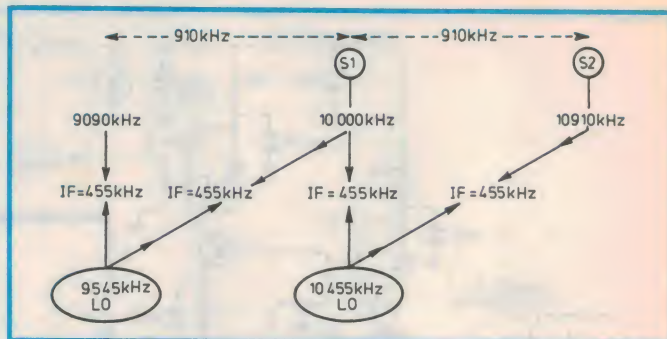 910kHz 910kHz
S1 S2
9090kHz 10 000kHz 10910kHz
IF=455kHz IF=455kHz IF=455kHz IF=455kHz
9545kHz 10 455kHz
LO LO